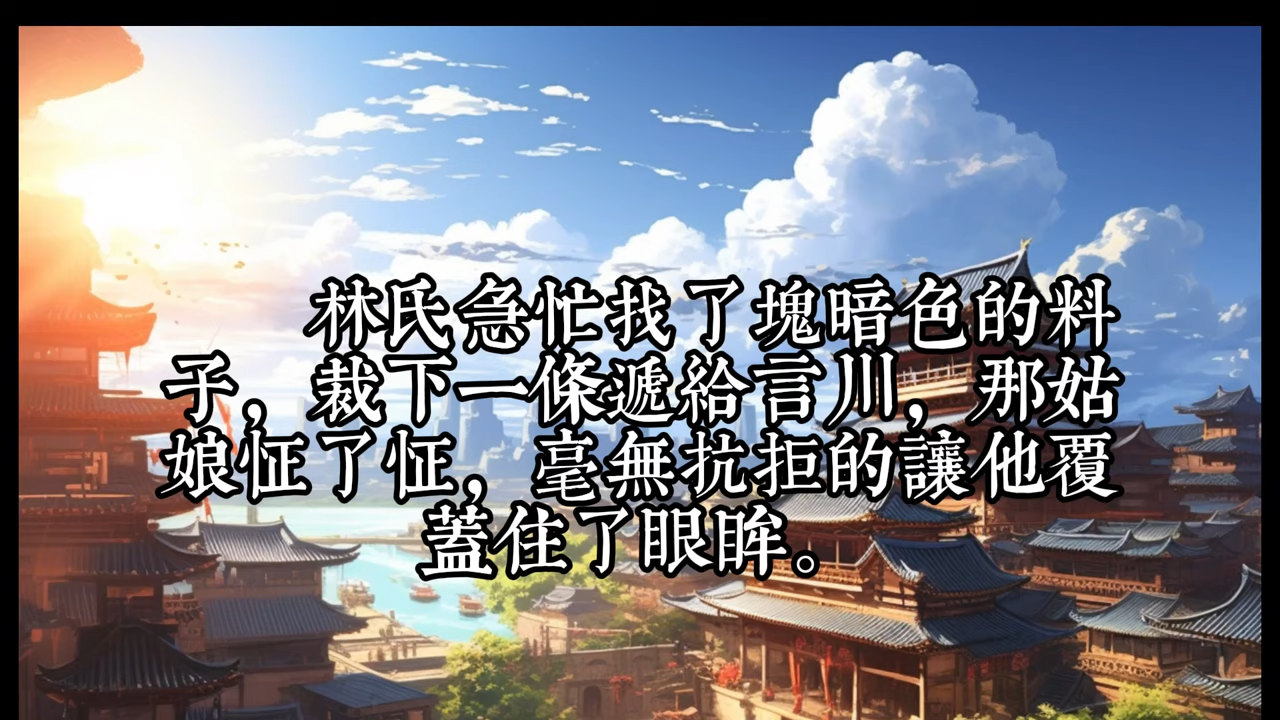 林氏急忙找了塊暗色的料
子，裁下一條遞給言川，那姑
娘怔了怔，毫無抗拒的讓他覆
蓋住了眼眸。